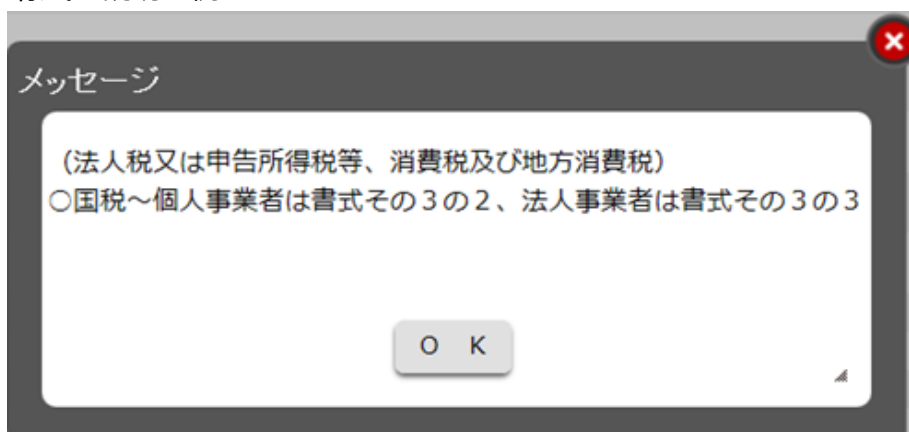 メッセージ
（法人税又は申告所得税等、消費税及び地方消費税）
○国税～個人事業者は書式その３の２、法人事業者は書式その３の３
Ｏ　Ｋ